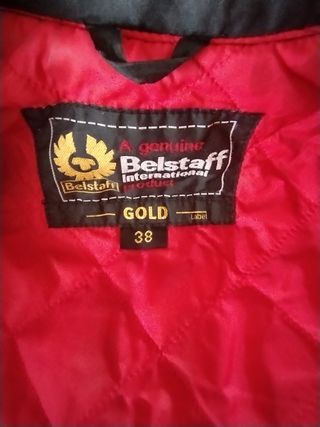 A genuine
Belstaff
International
product
Belstaff
GOLD
Label
38